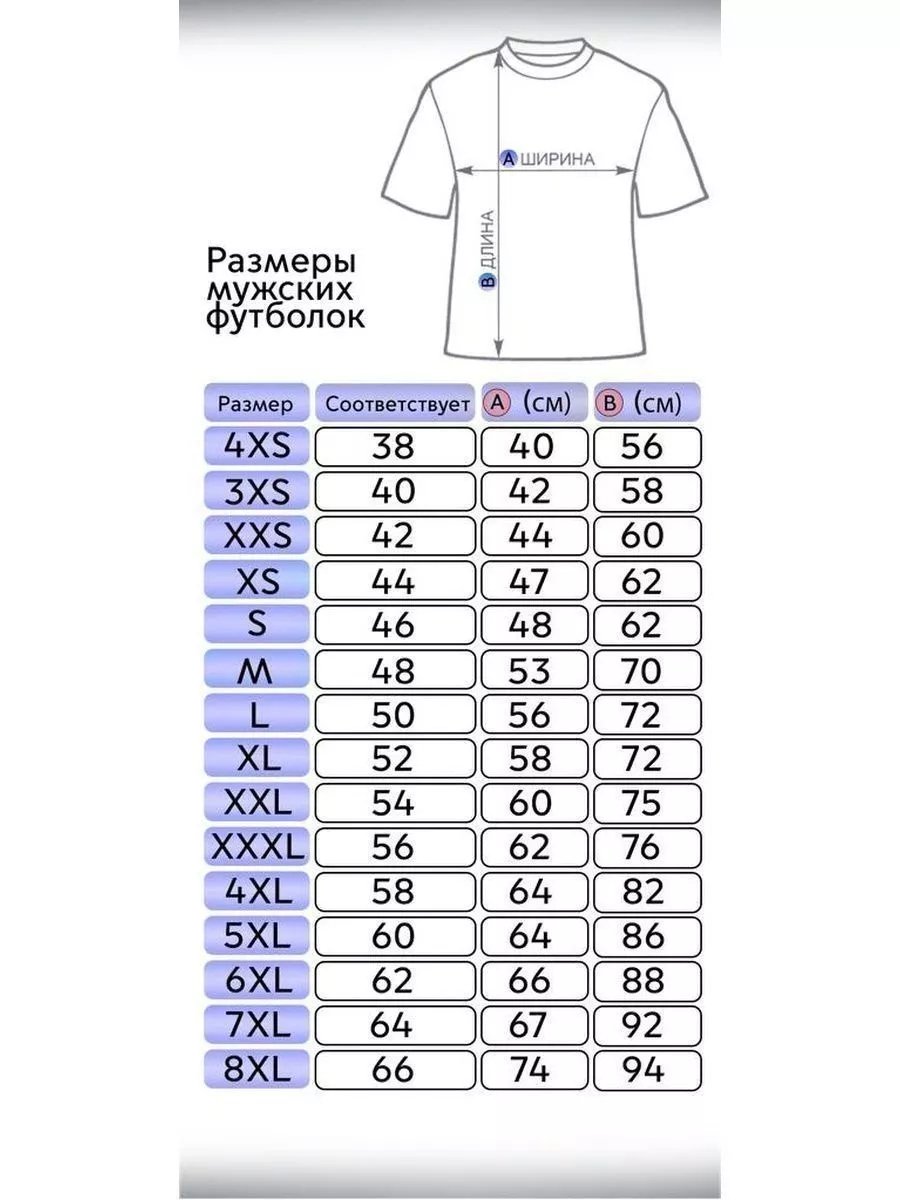 A ШИРИНА
B ДЛИНА
Размеры
мужских
футболок
Размер Соответствует A (см) B (см)
4XS 38 40 56
3XS 40 42 58
XXS 42 44 60
XS 44 47 62
S 46 48 62
M 48 53 70
L 50 56 72
XL 52 58 72
XXL 54 60 75
XXXL 56 62 76
4XL 58 64 82
5XL 60 64 86
6XL 62 66 88
7XL 64 67 92
8XL 66 74 94